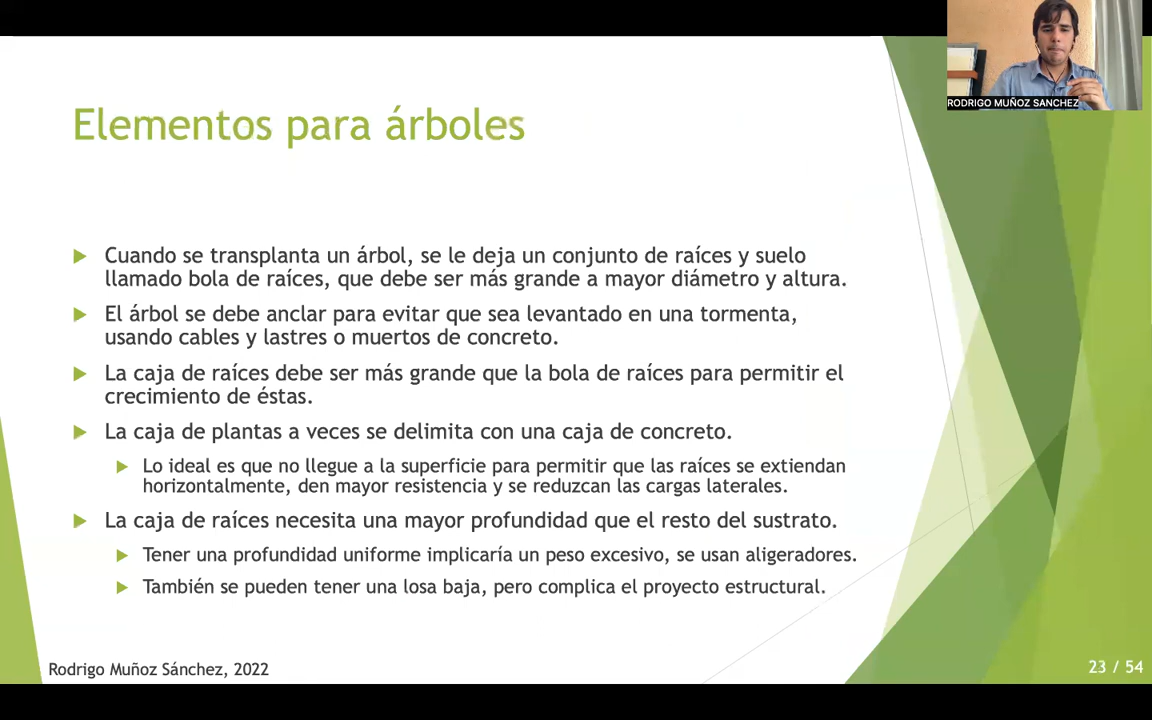 RODRIGO MUÑOZ SANCHEZ
Elementos para árboles
Cuando se transplanta un árbol, se le deja un conjunto de raíces y suelo
llamado bola de raíces, que debe ser más grande a mayor diámetro y altura.
El árbol se debe anclar para evitar que sea levantado en una tormenta,
usando cables y lastres o muertos de concreto.
La caja de raíces debe ser más grande que la bola de raíces para permitir el
crecimiento de éstas.
La caja de plantas a veces se delimita con una caja de concreto.
Lo ideal es que no llegue a la superficie para permitir que las raíces se extiendan
horizontalmente, den mayor resistencia y se reduzcan las cargas laterales.
La caja de raíces necesita una mayor profundidad que el resto del sustrato.
Tener una profundidad uniforme implicaría un peso excesivo, se usan aligeradores.
También se pueden tener una losa baja, pero complica el proyecto estructural.
Rodrigo Muñoz Sánchez, 2022
23 / 54